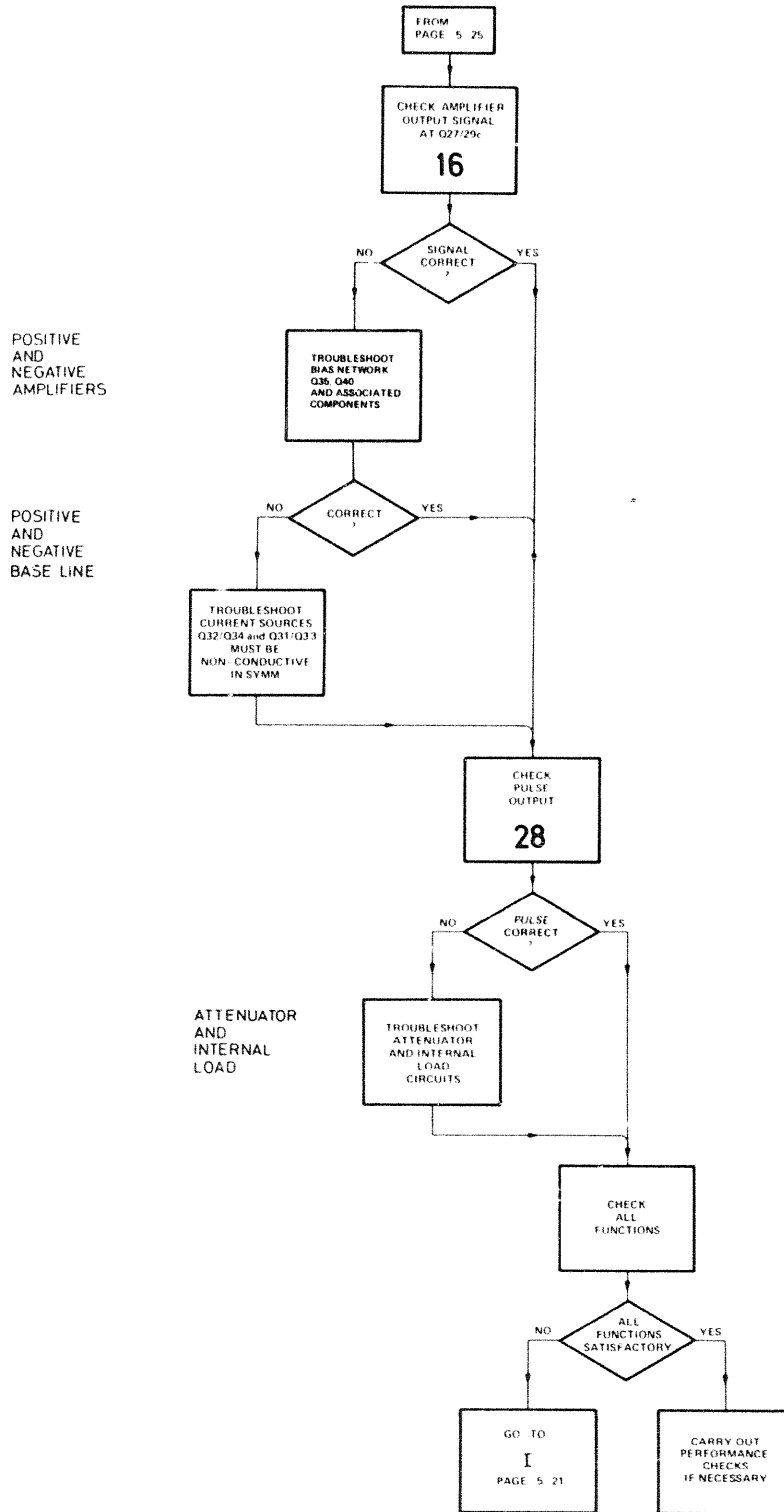 FROM
PAGE 5 25
CHECK AMPLIFIER
OUTPUT SIGNAL
AT Q27/29c
16
SIGNAL
CORRECT
?
NO
YES
POSITIVE
AND
NEGATIVE
AMPLIFIERS
TROUBLESHOOT
BIAS NETWORK
Q35, Q40
AND ASSOCIATED
COMPONENTS
POSITIVE
AND
NEGATIVE
BASE LINE
NO
CORRECT
?
YES
TROUBLESHOOT
CURRENT SOURCES
Q32/Q34 and Q31/Q33
MUST BE
NON-CONDUCTIVE
IN SYMM
CHECK
PULSE
OUTPUT
28
NO
PULSE
CORRECT
?
YES
ATTENUATOR
AND
INTERNAL
LOAD
TROUBLESHOOT
ATTENUATOR
AND INTERNAL
LOAD
CIRCUITS
CHECK
ALL
FUNCTIONS
NO
ALL
FUNCTIONS
SATISFACTORY
YES
GO TO
I
PAGE 5 21
CARRY OUT
PERFORMANCE
CHECKS
IF NECESSARY